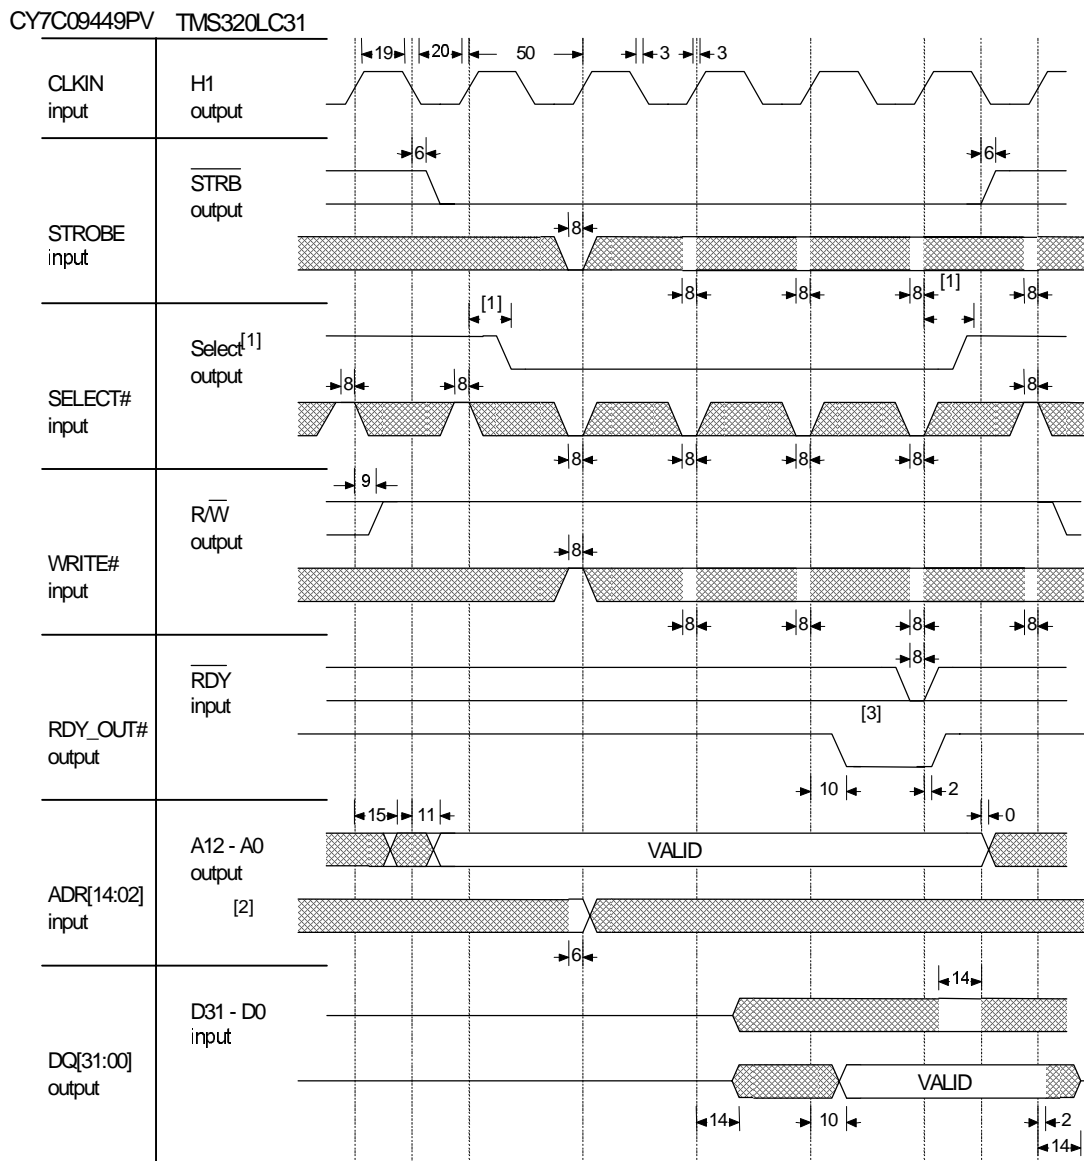 CY7C09449PV TMS320LC31
19 20 50 3 3
CLKIN
input
H1
output
6 6
STRB
output
STROBE
input
8
8 8 8 [1] 8
[1]
Select[1]
output
SELECT#
input
8 8 8
8 8 8 8
9
R/W
output
WRITE#
input
8
8 8 8 8
RDY
input
8
[3]
RDY_OUT#
output
10 2
15 11 0
A12 - A0
output
VALID
ADR[14:02]
input
[2]
6
14
D31 - D0
input
DQ[31:00]
output
VALID
14 10 2
14